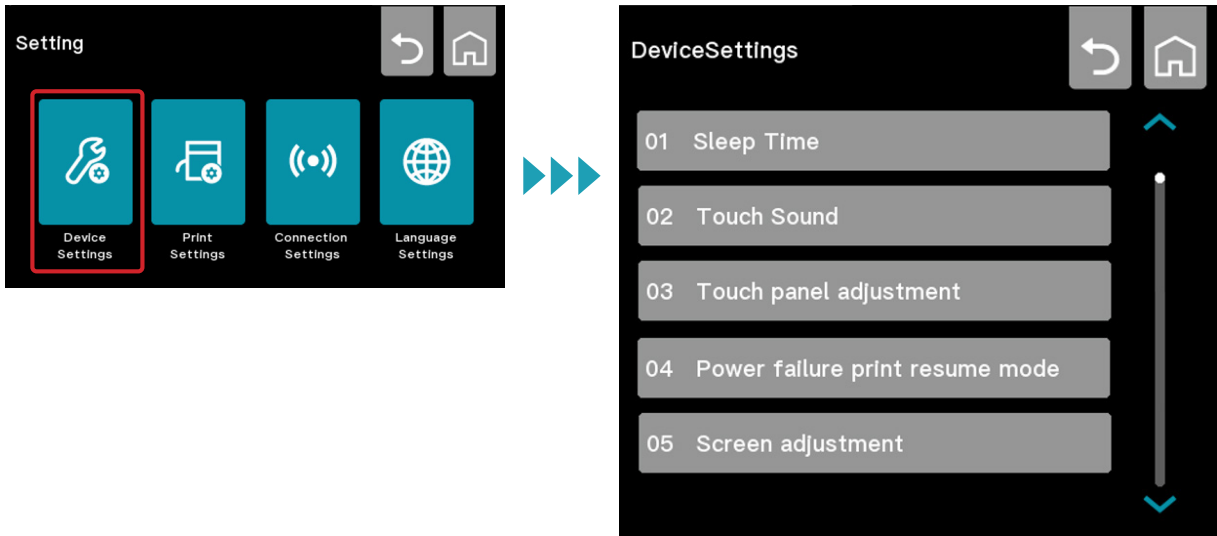 Setting
Device
Settings
Print
Settings
Connection
Settings
Language
Settings
DeviceSettings
01 Sleep Time
02 Touch Sound
03 Touch panel adjustment
04 Power failure print resume mode
05 Screen adjustment